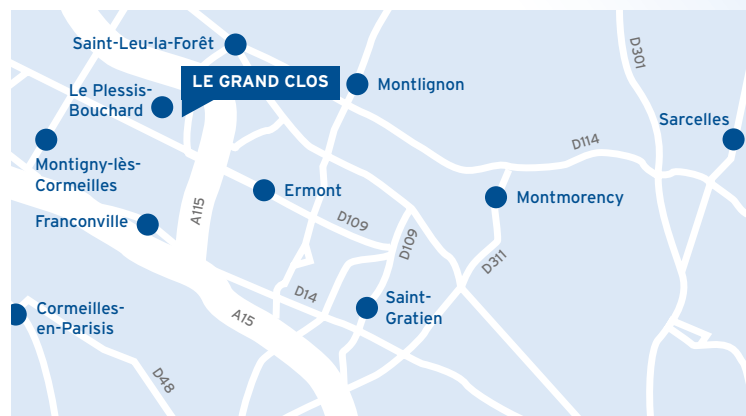 Saint-Leu-la-Forêt
LE GRAND CLOS
Le Plessis-
Bouchard
Montlignon
D301
Sarcelles
D114
Montigny-lès-
Cormeilles
Ermont
Montmorency
A115
Franconville
D109
D109
D311
D14
A15
Saint-
Gratien
Cormeilles-
en-Parisis
D48